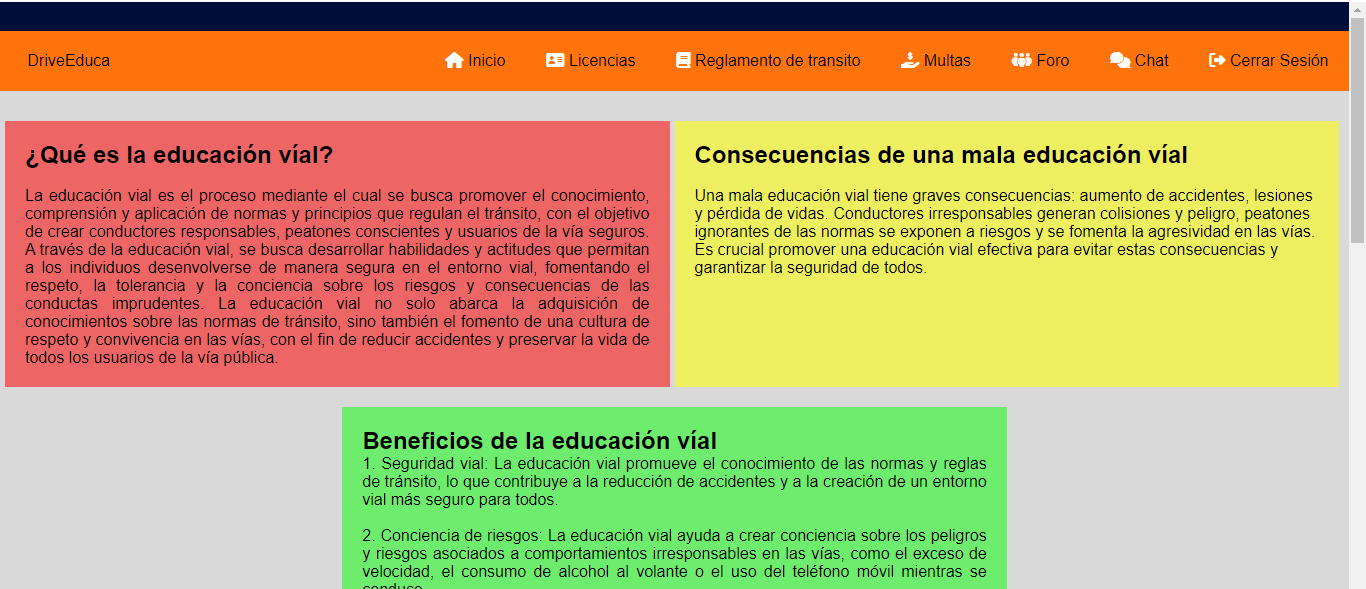 DriveEduca Inicio Licencias Reglamento de transito Multas Foro Chat Cerrar Sesión
¿Qué es la educación víal?
La educación vial es el proceso mediante el cual se busca promover el conocimiento,
comprensión y aplicación de normas y principios que regulan el tránsito, con el objetivo
de crear conductores responsables, peatones conscientes y usuarios de la vía seguros.
A través de la educación vial, se busca desarrollar habilidades y actitudes que permitan
a los individuos desenvolverse de manera segura en el entorno vial, fomentando el
respeto, la tolerancia y la conciencia sobre los riesgos y consecuencias de las
conductas imprudentes. La educación vial no solo abarca la adquisición de
conocimientos sobre las normas de tránsito, sino también el fomento de una cultura de
respeto y convivencia en las vías, con el fin de reducir accidentes y preservar la vida de
todos los usuarios de la vía pública.
Consecuencias de una mala educación víal
Una mala educación vial tiene graves consecuencias: aumento de accidentes, lesiones
y pérdida de vidas. Conductores irresponsables generan colisiones y peligro, peatones
ignorantes de las normas se exponen a riesgos y se fomenta la agresividad en las vías.
Es crucial promover una educación vial efectiva para evitar estas consecuencias y
garantizar la seguridad de todos.
Beneficios de la educación víal
1. Seguridad vial: La educación vial promueve el conocimiento de las normas y reglas
de tránsito, lo que contribuye a la reducción de accidentes y a la creación de un entorno
vial más seguro para todos.
2. Conciencia de riesgos: La educación vial ayuda a crear conciencia sobre los peligros
y riesgos asociados a comportamientos irresponsables en las vías, como el exceso de
velocidad, el consumo de alcohol al volante o el uso del teléfono móvil mientras se
conduce.